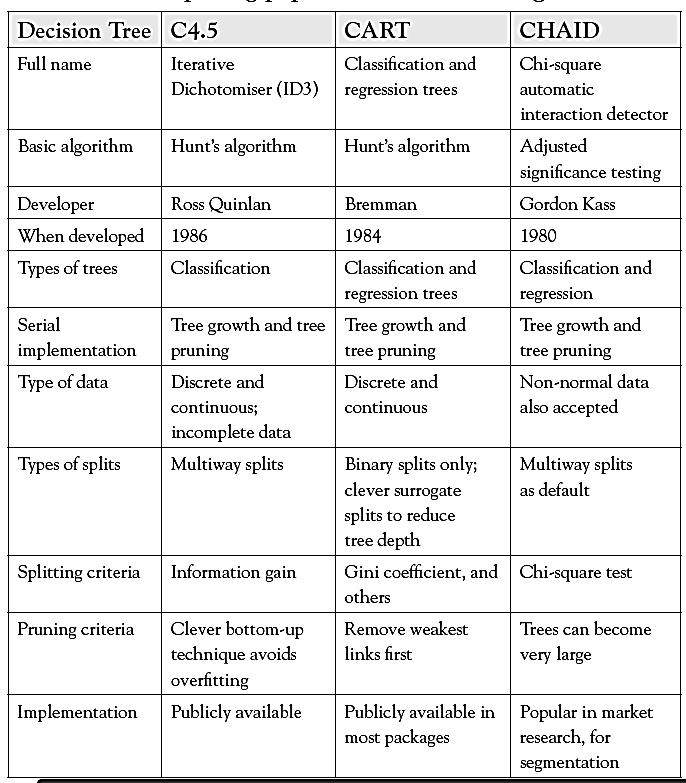 Decision Tree C4.5 CART CHAID
Full name
Iterative
Dichotomiser (ID3)
Classification and
regression trees
Chi-square
automatic
interaction detector
Basic algorithm
Hunt's algorithm
Hunt's algorithm
Adjusted
significance testing
Developer
Ross Quinlan
Bremman
Gordon Kass
When developed
1986
1984
1980
Types of trees
Classification
Classification and
regression trees
Classification and
regression
Serial
implementation
Tree growth and tree
pruning
Tree growth and
tree pruning
Tree growth and
tree pruning
Type of data
Discrete and
continuous;
incomplete data
Discrete and
continuous
Non-normal data
also accepted
Types of splits
Multiway splits
Binary splits only;
clever surrogate
splits to reduce
tree depth
Multiway splits
as default
Splitting criteria
Information gain
Gini coefficient, and
others
Chi-square test
Pruning criteria
Clever bottom-up
technique avoids
overfitting
Remove weakest
links first
Trees can become
very large
Implementation
Publicly available
Publicly available in
most packages
Popular in market
research, for
segmentation